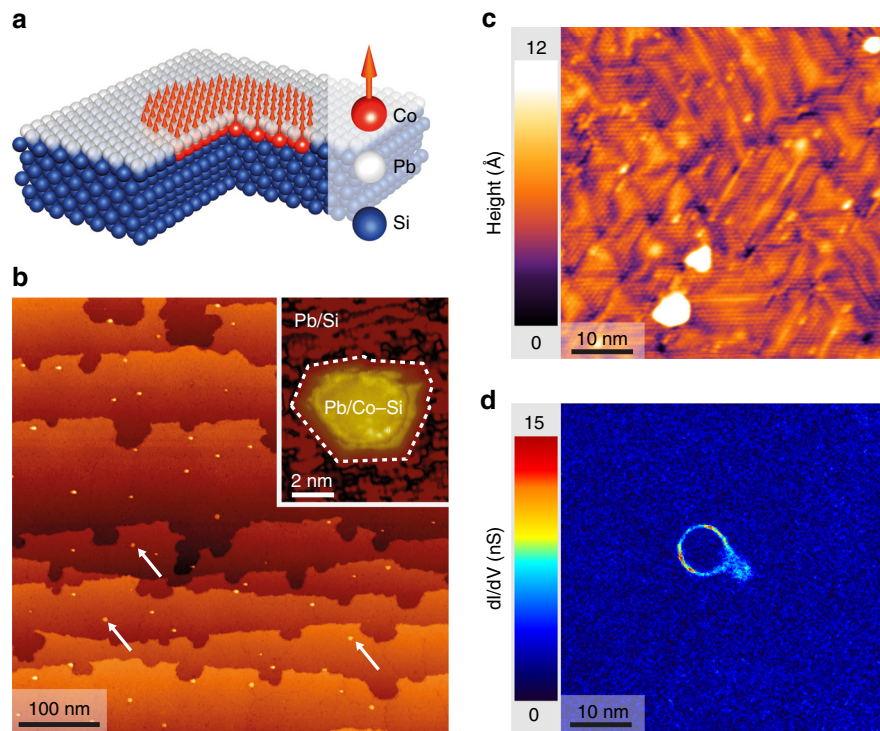 a
Co
Pb
Si
b
Pb/Si
Pb/Co–Si
2 nm
100 nm
c
12
Height (Å)
0
10 nm
d
15
dI/dV (nS)
0
10 nm